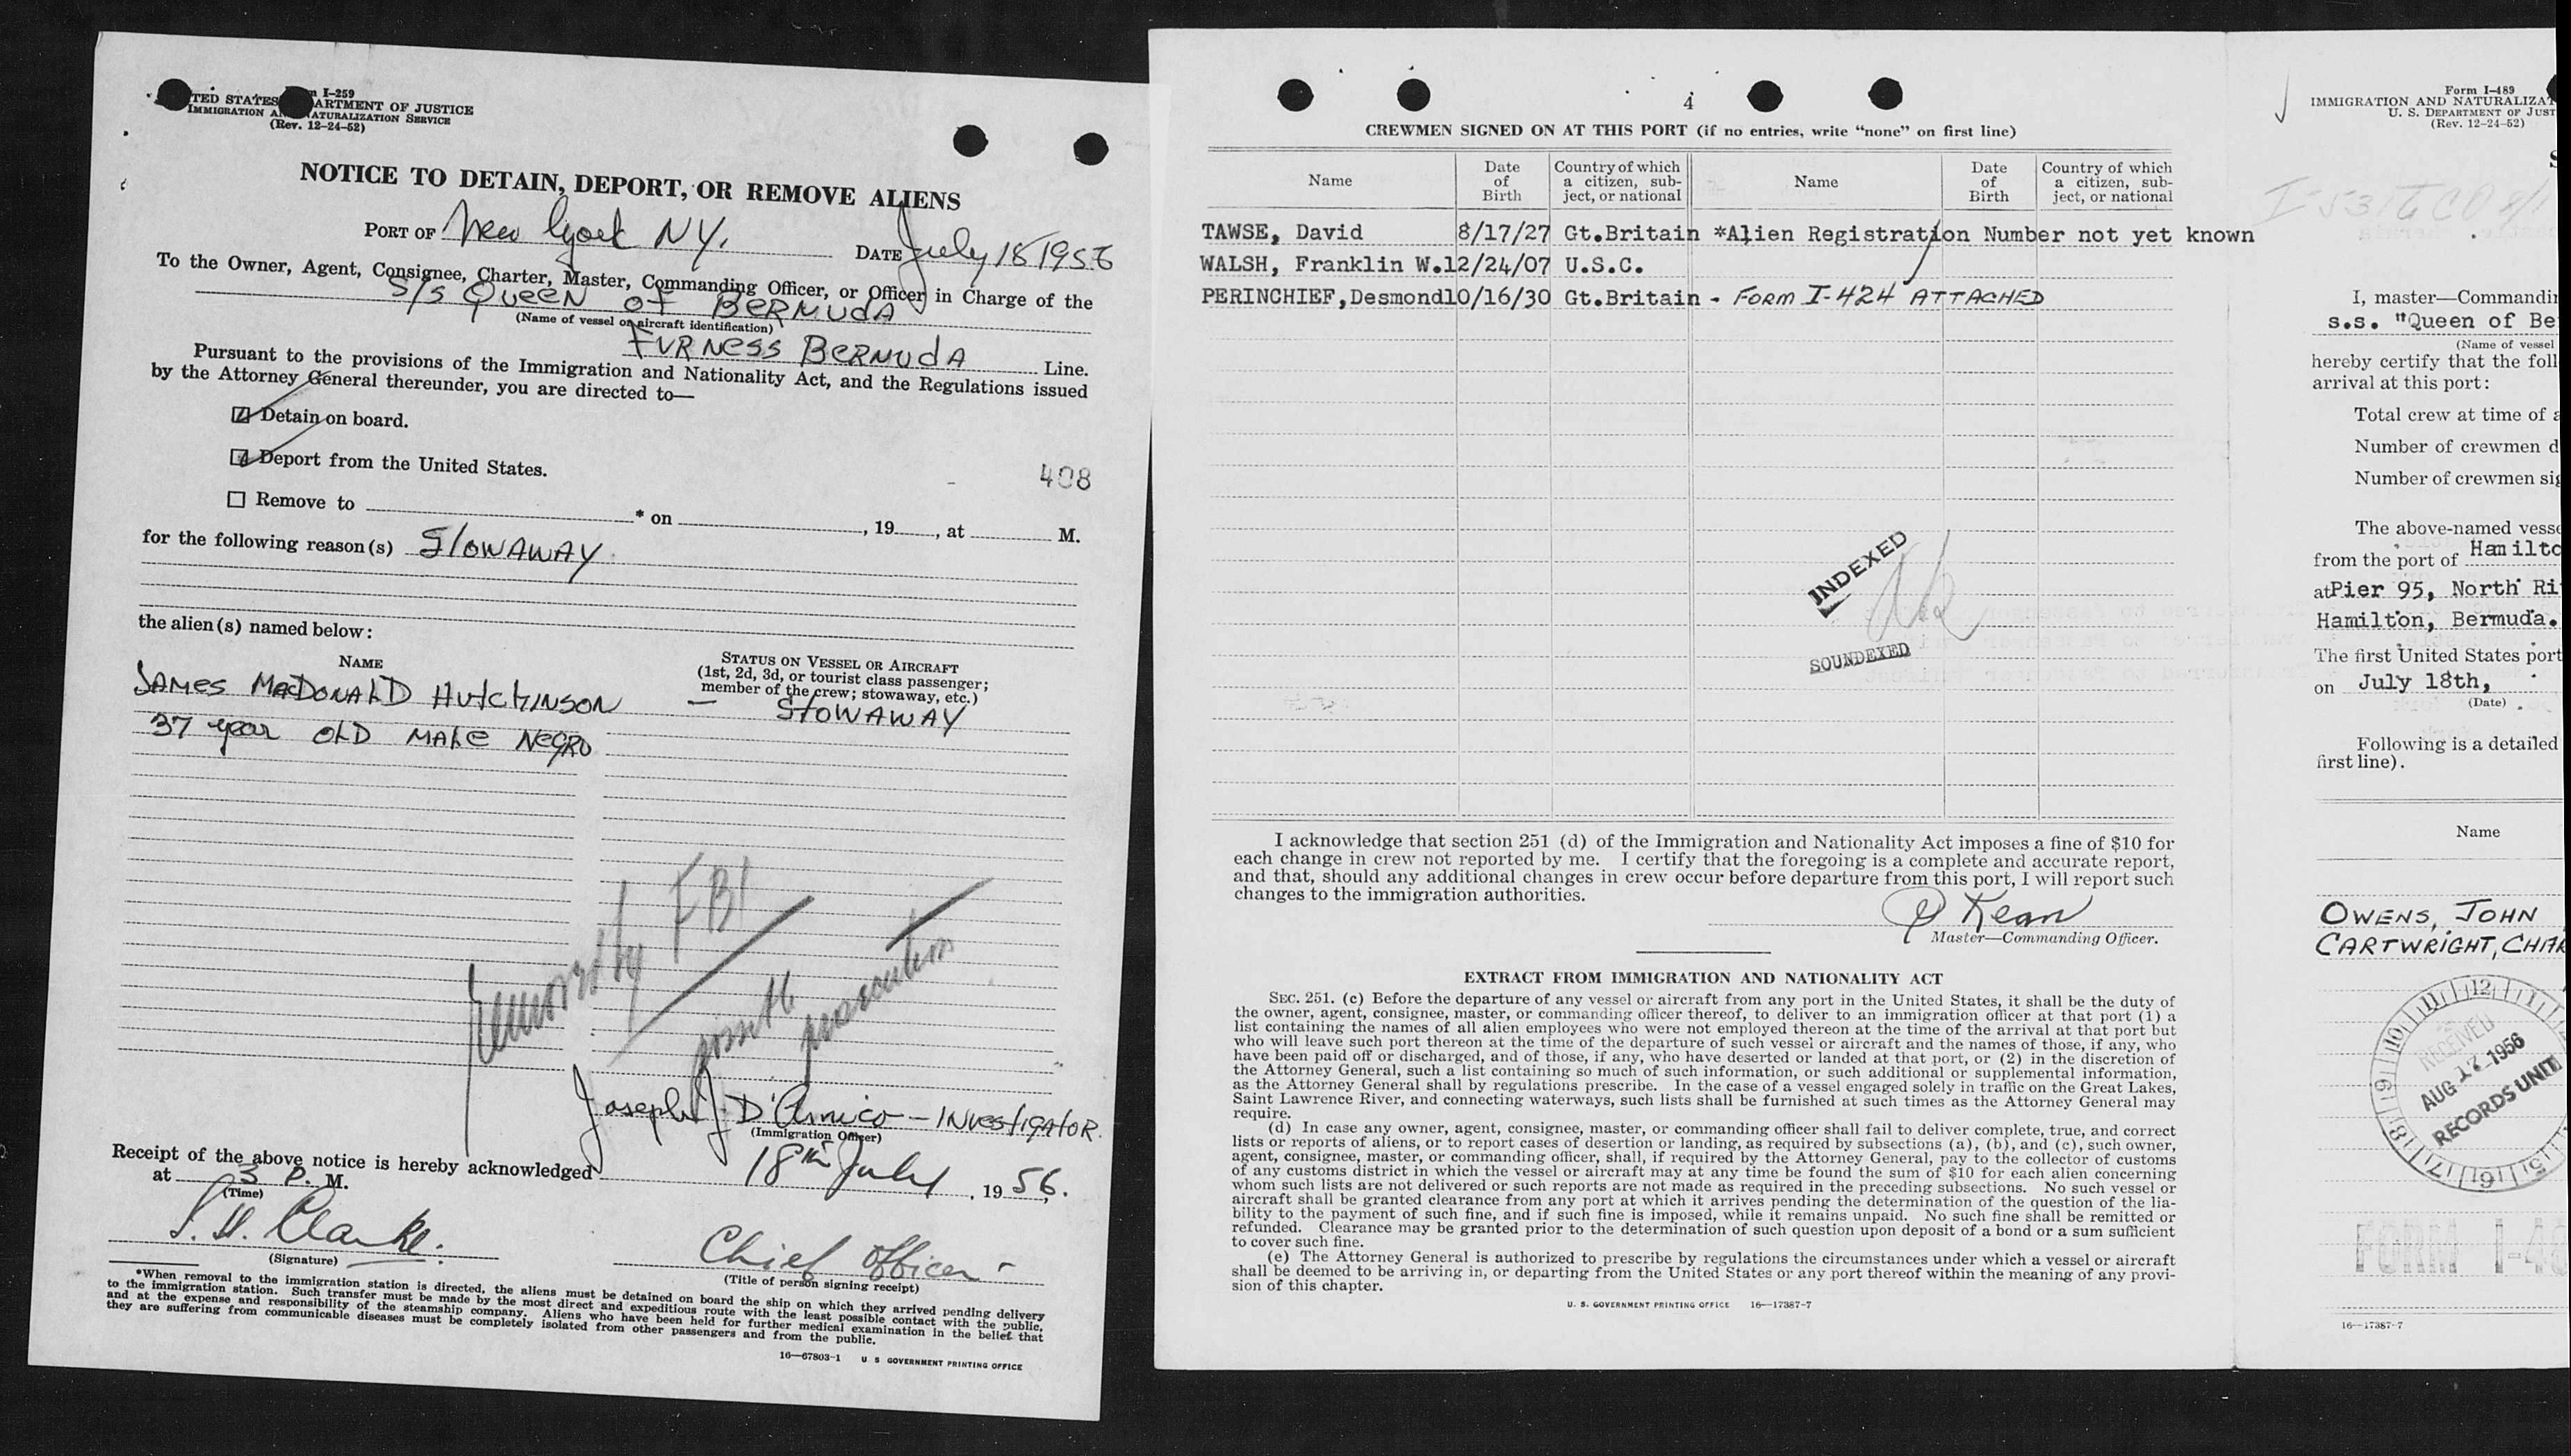 Form I-259
UNITED STATES DEPARTMENT OF JUSTICE
IMMIGRATION AND NATURALIZATION SERVICE
(Rev. 12-24-52)
NOTICE TO DETAIN, DEPORT, OR REMOVE ALIENS
PORT OF New York NY. DATE July 18 1956
To the Owner, Agent, Consignee, Charter, Master, Commanding Officer, or Officer in Charge of the
S/S QUEEN OF BERMUDA
(Name of vessel or aircraft identification)
FURNESS BERMUDA Line.
Pursuant to the provisions of the Immigration and Nationality Act, and the Regulations issued
by the Attorney General thereunder, you are directed to—
Detain on board.
Deport from the United States.
408
Remove to * on , 19 , at M.
for the following reason(s) STOWAWAY
the alien(s) named below:
NAME
STATUS ON VESSEL OR AIRCRAFT
(1st, 2d, 3d, or tourist class passenger;
member of the crew; stowaway, etc.)
JAMES MacDONALD HUTCHINSON — STOWAWAY
37 year OLD MALE NEGRO
FBI
prosecution
Joseph J. D'Amico — INVESTIGATOR.
(Immigration Officer)
Receipt of the above notice is hereby acknowledged 18th July, 1956.
at 3 P. M.
(Time)
S. H. Clarke.
(Signature)
Chief Officer
(Title of person signing receipt)
*When removal to the immigration station is directed, the aliens must be detained on board the ship on which they arrived pending delivery
to the immigration station. Such transfer must be made by the most direct and expeditious route with the least possible contact with the public,
and at the expense and responsibility of the steamship company. Aliens who have been held for further medical examination in the belief that
they are suffering from communicable diseases must be completely isolated from other passengers and from the public.
16—67803-1 U S GOVERNMENT PRINTING OFFICE
4
CREWMEN SIGNED ON AT THIS PORT (if no entries, write "none" on first line)
Name
Date of Birth
Country of which a citizen, subject, or national
Name
Date of Birth
Country of which a citizen, subject, or national
TAWSE, David 8/17/27 Gt.Britain *Alien Registration Number not yet known
WALSH, Franklin W. 12/24/07 U.S.C.
PERINCHIEF, Desmond 10/16/30 Gt.Britain - FORM I-424 ATTACHED
INDEXED
SOUNDEXED
I acknowledge that section 251 (d) of the Immigration and Nationality Act imposes a fine of $10 for
each change in crew not reported by me. I certify that the foregoing is a complete and accurate report,
and that, should any additional changes in crew occur before departure from this port, I will report such
changes to the immigration authorities.
Kean
Master—Commanding Officer.
EXTRACT FROM IMMIGRATION AND NATIONALITY ACT
SEC. 251. (c) Before the departure of any vessel or aircraft from any port in the United States, it shall be the duty of
the owner, agent, consignee, master, or commanding officer thereof, to deliver to an immigration officer at that port (1) a
list containing the names of all alien employees who were not employed thereon at the time of the arrival at that port but
who will leave such port thereon at the time of the departure of such vessel or aircraft and the names of those, if any, who
have been paid off or discharged, and of those, if any, who have deserted or landed at that port, or (2) in the discretion of
the Attorney General, such a list containing so much of such information, or such additional or supplemental information,
as the Attorney General shall by regulations prescribe. In the case of a vessel engaged solely in traffic on the Great Lakes,
Saint Lawrence River, and connecting waterways, such lists shall be furnished at such times as the Attorney General may
require.
(d) In case any owner, agent, consignee, master, or commanding officer shall fail to deliver complete, true, and correct
lists or reports of aliens, or to report cases of desertion or landing, as required by subsections (a), (b), and (c), such owner,
agent, consignee, master, or commanding officer, shall, if required by the Attorney General, pay to the collector of customs
of any customs district in which the vessel or aircraft may at any time be found the sum of $10 for each alien concerning
whom such lists are not delivered or such reports are not made as required in the preceding subsections. No such vessel or
aircraft shall be granted clearance from any port at which it arrives pending the determination of the question of the lia-
bility to the payment of such fine, and if such fine is imposed, while it remains unpaid. No such fine shall be remitted or
refunded. Clearance may be granted prior to the determination of such question upon deposit of a bond or a sum sufficient
to cover such fine.
(e) The Attorney General is authorized to prescribe by regulations the circumstances under which a vessel or aircraft
shall be deemed to be arriving in, or departing from the United States or any port thereof within the meaning of any provi-
sion of this chapter.
U. S. GOVERNMENT PRINTING OFFICE 16—17387-7
Form I-489
IMMIGRATION AND NATURALIZAT
U. S. DEPARTMENT OF JUST
(Rev. 12-24-52)
I, master—Commandin
s.s. "Queen of Be
(Name of vessel
hereby certify that the foll
arrival at this port:
Total crew at time of a
Number of crewmen d
Number of crewmen sig
The above-named vesse
from the port of Hamilto
at Pier 95, North Ri
Hamilton, Bermuda.
The first United States port
on July 18th,
(Date)
Following is a detailed
first line).
Name
OWENS, JOHN
CARTWRIGHT, CHAR
RECEIVED
AUG 17 1956
RECORDS UNIT
FORM I-48
16—17387-7